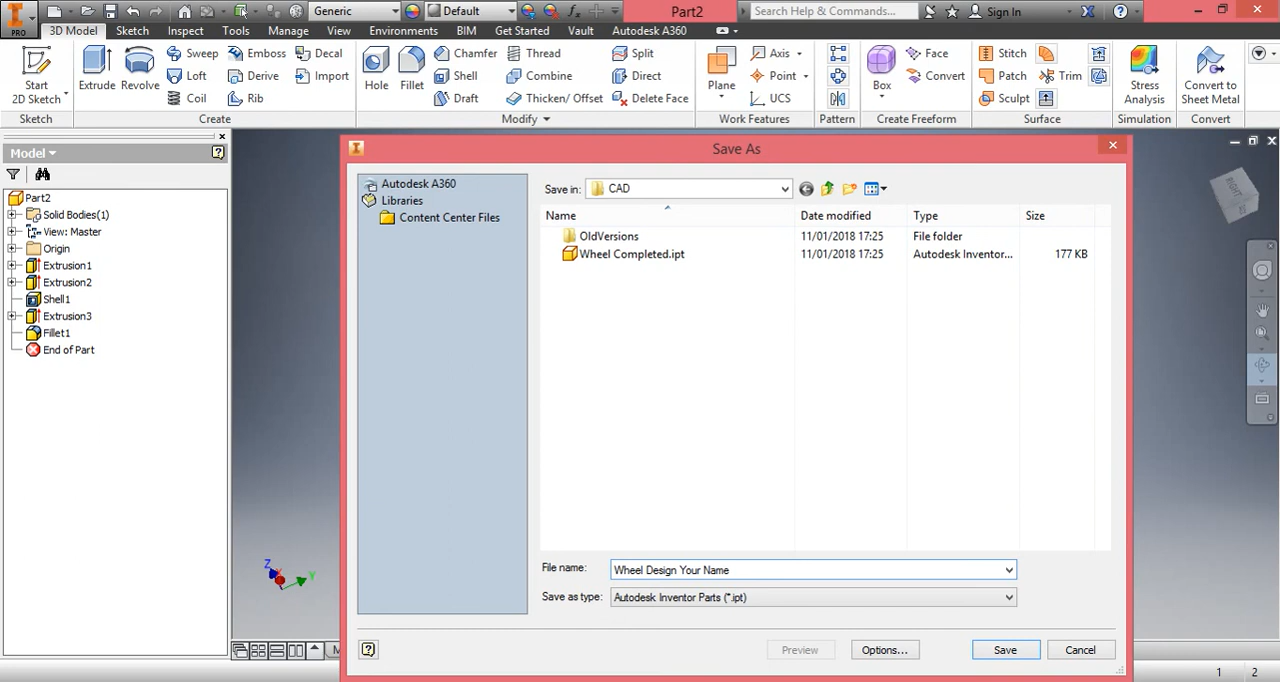 PRO
Generic
Default
Part2
Search Help & Commands...
Sign In
3D Model
Sketch
Inspect
Tools
Manage
View
Environments
BIM
Get Started
Vault
Autodesk A360
Start
2D Sketch
Extrude
Revolve
Sweep
Loft
Coil
Emboss
Derive
Rib
Decal
Import
Hole
Fillet
Chamfer
Shell
Draft
Thread
Combine
Thicken/ Offset
Split
Direct
Delete Face
Plane
Axis
Point
UCS
Box
Face
Convert
Stitch
Patch
Sculpt
Trim
Stress
Analysis
Convert to
Sheet Metal
Sketch
Create
Modify
Work Features
Pattern
Create Freeform
Surface
Simulation
Convert
Model
Part2
Solid Bodies(1)
View: Master
Origin
Extrusion1
Extrusion2
Shell1
Extrusion3
Fillet1
End of Part
Save As
Autodesk A360
Libraries
Content Center Files
Save in:
CAD
Name
Date modified
Type
Size
OldVersions
11/01/2018 17:25
File folder
Wheel Completed.ipt
11/01/2018 17:25
Autodesk Inventor...
177 KB
File name:
Wheel Design Your Name
Save as type:
Autodesk Inventor Parts (*.ipt)
Preview
Options...
Save
Cancel
RIGHT
Z
X
Y
M
1
2